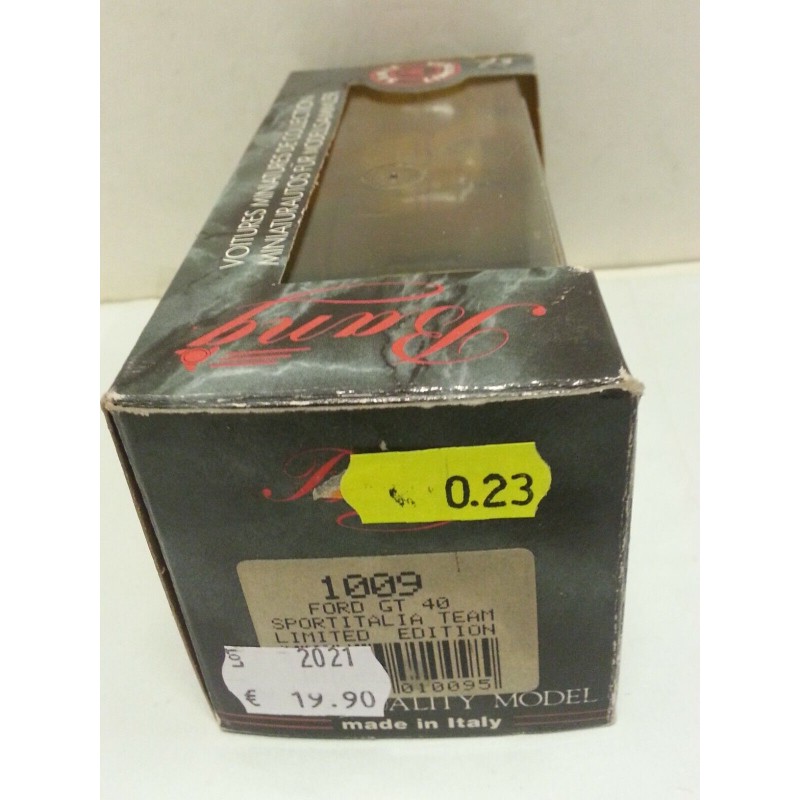 VOITURES MINIATURES DE COLLECTION
MINIATURAUTOS FÜR MODELLSAMMLER
Bang
0.23
1009
FORD GT 40
SPORTITALIA TEAM
LIMITED EDITION
2021
€ 19.90
010095
MODEL
made in Italy